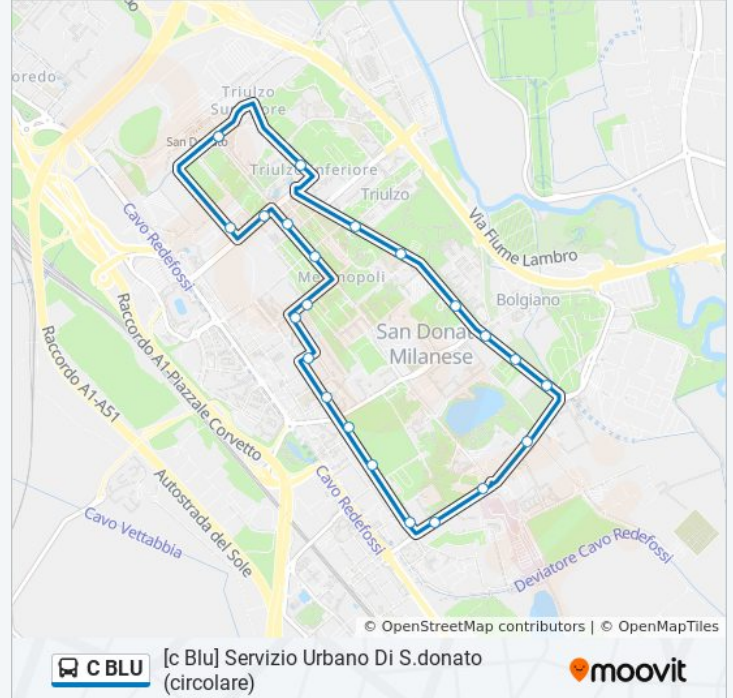 oredo
Triulzo
Superiore
San Donato
Triulzo Inferiore
Triulzo
Cavo Redefossi
Via Fiume Lambro
Metanopoli
Bolgiano
Raccordo A1-Piazzale Corvetto
San Donato
Milanese
Raccordo A1-A51
Cavo Redefossi
Autostrada del Sole
Cavo Vettabbia
Deviatore Cavo Redefossi
© OpenStreetMap contributors | © OpenMapTiles
C BLU
[c Blu] Servizio Urbano Di S.donato
(circolare)
moovit